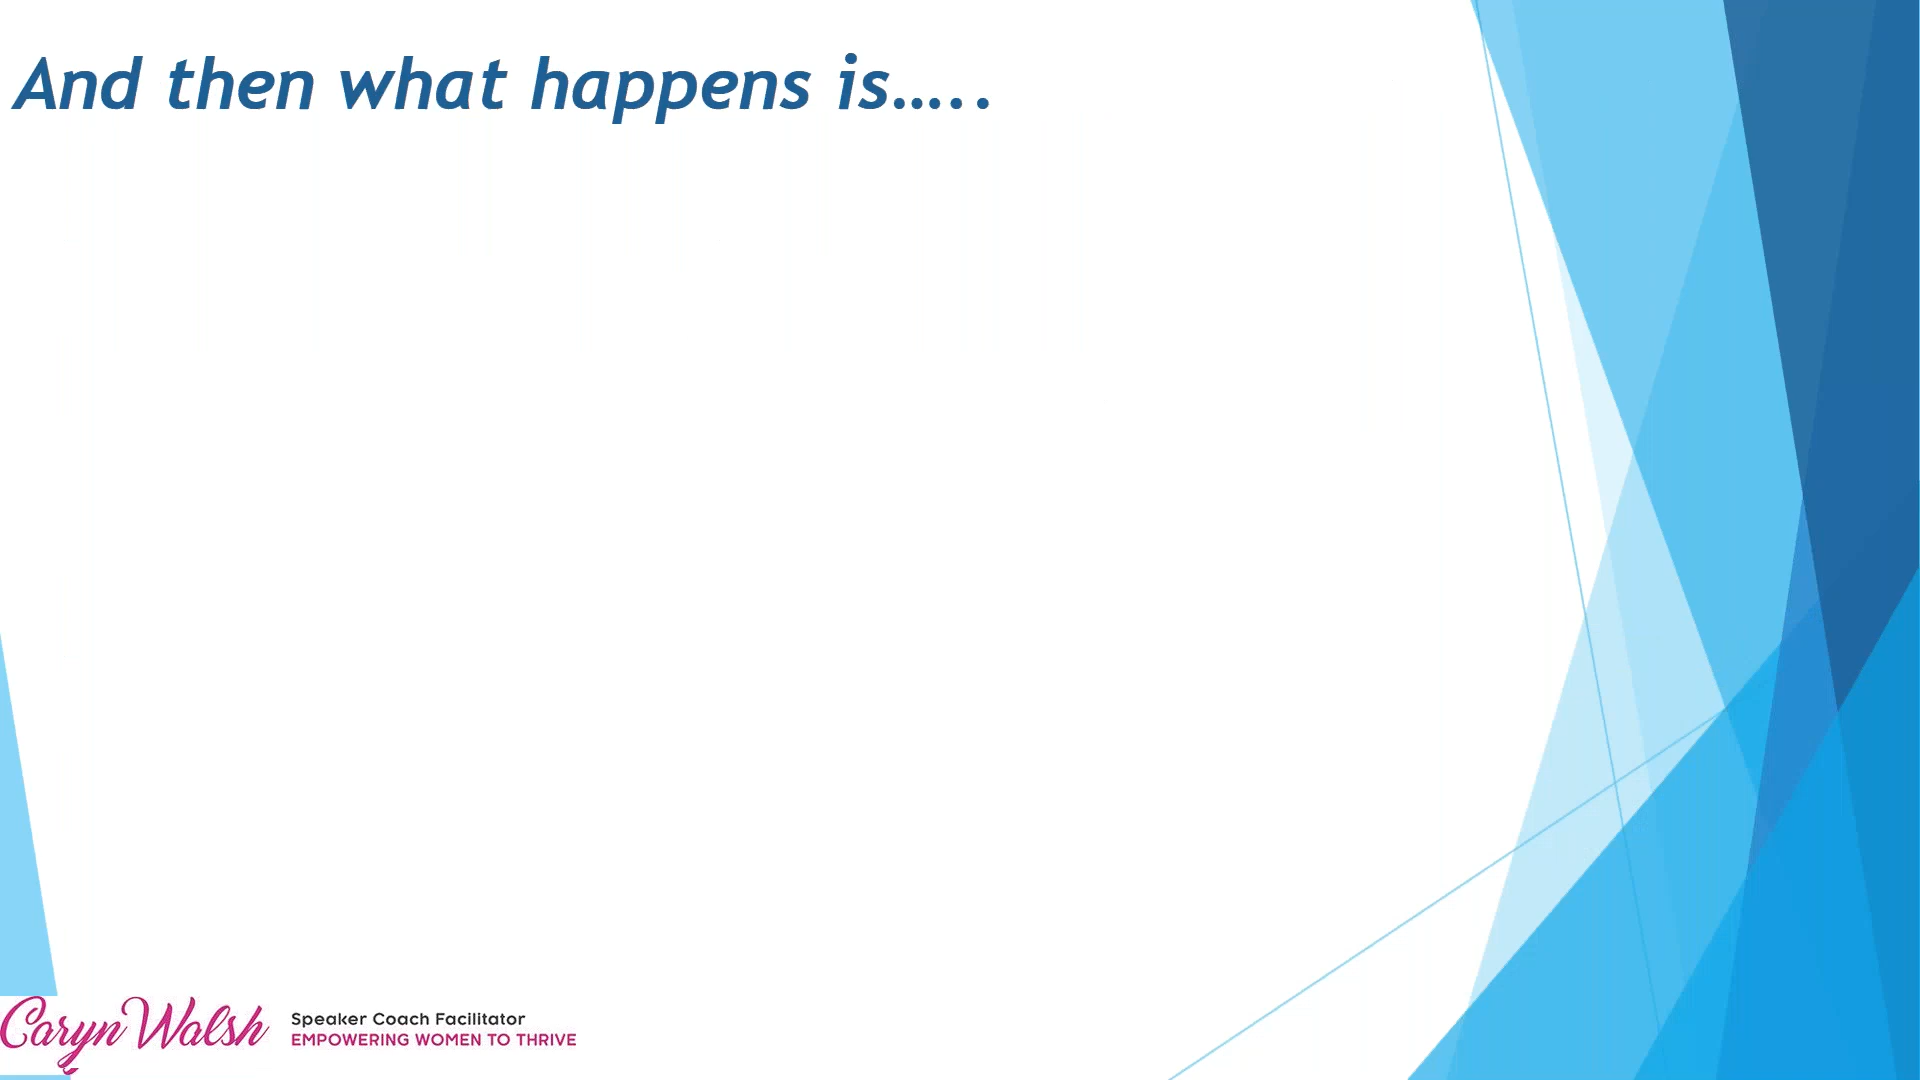 And then what happens is.....
Caryn Walsh
Speaker Coach Facilitator
EMPOWERING WOMEN TO THRIVE